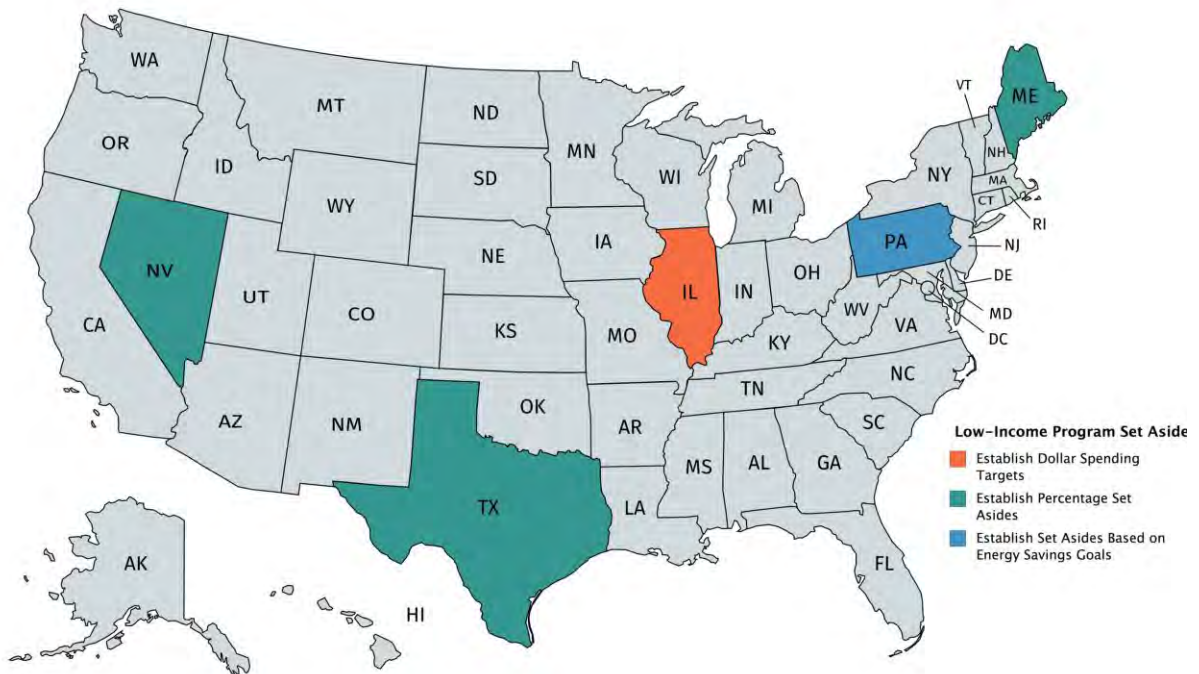 WA
MT
ND
MN
VT
ME
OR
ID
SD
WI
MI
NY
NH
MA
CT
RI
WY
IA
PA
NJ
NV
NE
IL
IN
OH
DE
UT
CO
WV
MD
CA
KS
MO
VA
DC
KY
NC
AZ
NM
OK
TN
AR
SC
MS
AL
GA
TX
LA
AK
HI
FL
Low-Income Program Set Aside
Establish Dollar Spending
Targets
Establish Percentage Set
Asides
Establish Set Asides Based on
Energy Savings Goals